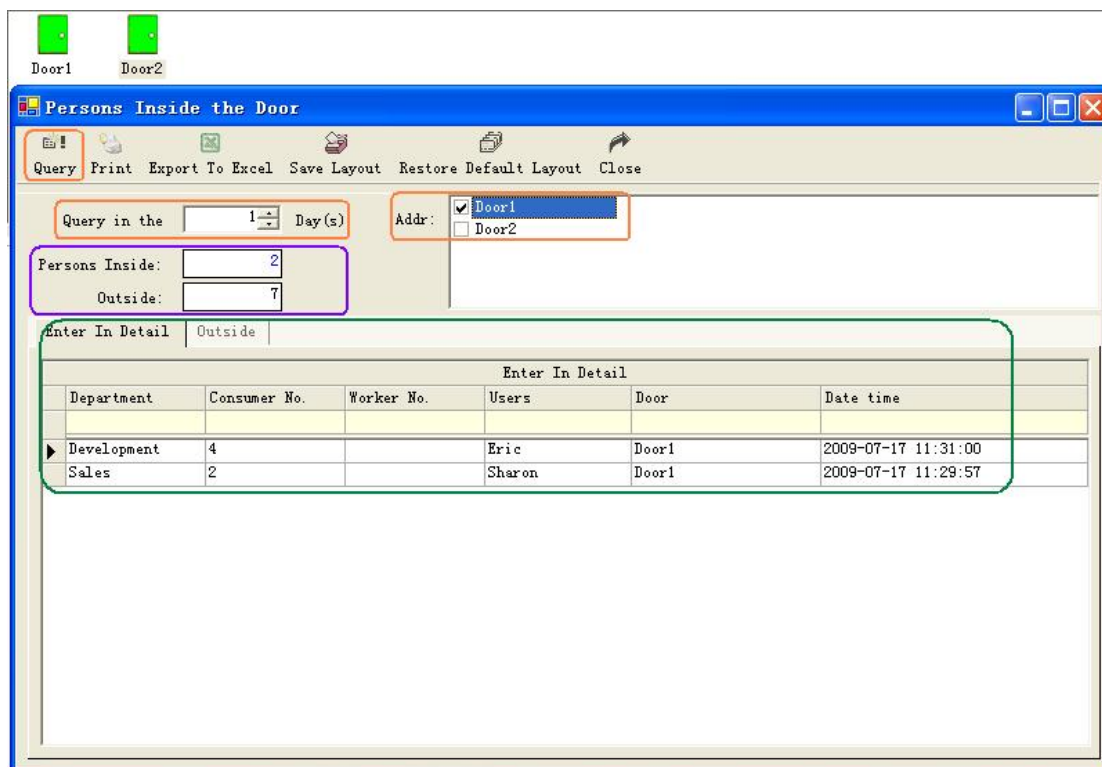 Door1 Door2
Persons Inside the Door
Query Print Export To Excel Save Layout Restore Default Layout Close
Query in the 1 Day(s) Addr: Door1
Door2
Persons Inside: 2
Outside: 7
Enter In Detail Outside
Enter In Detail
Department Consumer No. Worker No. Users Door Date time
Development 4 Eric Door1 2009-07-17 11:31:00
Sales 2 Sharon Door1 2009-07-17 11:29:57